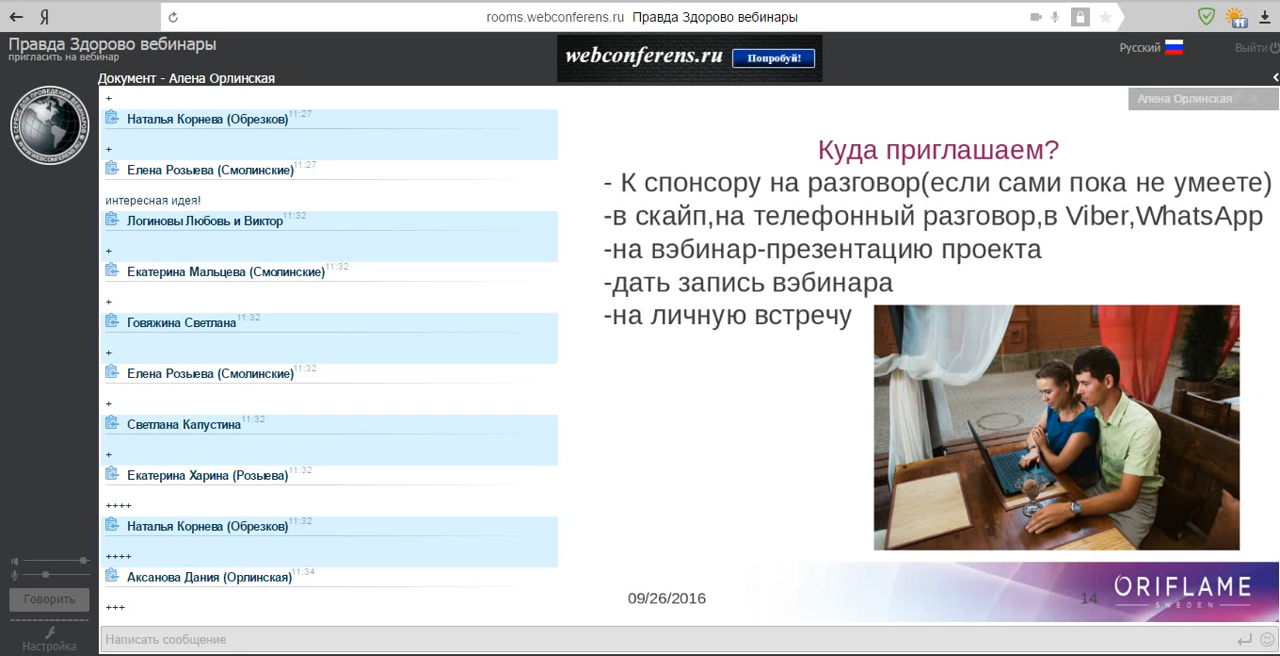 Я
rooms.webconferens.ru Правда Здорово вебинары
11
Правда Здорово вебинары
пригласить на вебинар
webconferens.ru Попробуй!
Русский
Выйти
Документ - Алена Орлинская
Алена Орлинская
+
Наталья Корнева (Обрезков) 11:27
+
Елена Розыева (Смолинские) 11:27
интересная идея!
Логиновы Любовь и Виктор 11:32
+
Екатерина Мальцева (Смолинские) 11:32
+
Говяжина Светлана 11:32
+
Елена Розыева (Смолинские) 11:32
+
Светлана Капустина 11:32
+
Екатерина Харина (Розыева) 11:32
++++
Наталья Корнева (Обрезков) 11:32
++++
Аксанова Дания (Орлинская) 11:34
+++
Написать сообщение
Говорить
Настройка
Куда приглашаем?
- К спонсору на разговор(если сами пока не умеете)
-в скайп,на телефонный разговор,в Viber,WhatsApp
-на вэбинар-презентацию проекта
-дать запись вэбинара
-на личную встречу
09/26/2016
14
ORIFLAME
SWEDEN